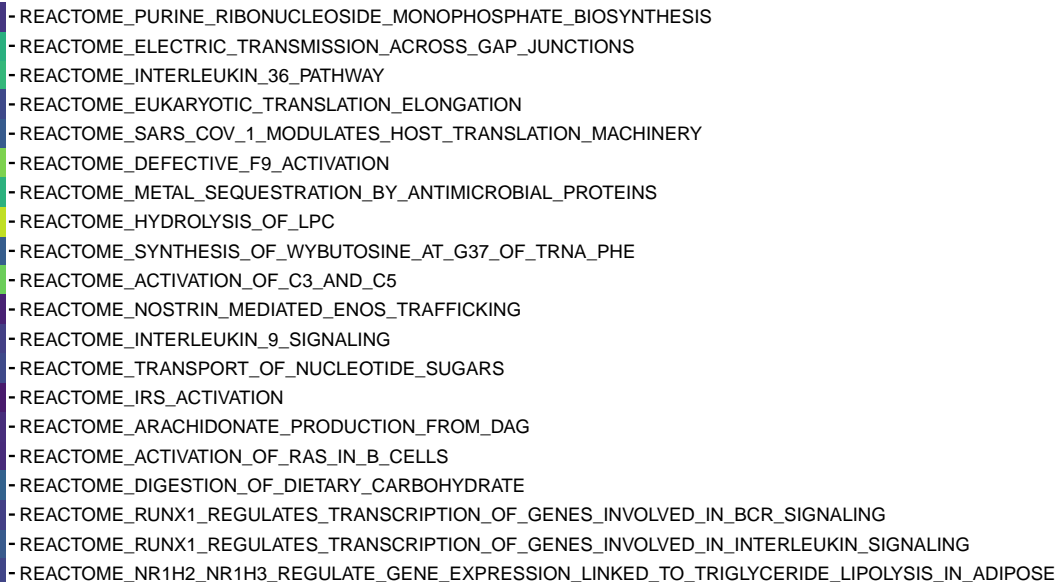 REACTOME_PURINE_RIBONUCLEOSIDE_MONOPHOSPHATE_BIOSYNTHESIS
REACTOME_ELECTRIC_TRANSMISSION_ACROSS_GAP_JUNCTIONS
REACTOME_INTERLEUKIN_36_PATHWAY
REACTOME_EUKARYOTIC_TRANSLATION_ELONGATION
REACTOME_SARS_COV_1_MODULATES_HOST_TRANSLATION_MACHINERY
REACTOME_DEFECTIVE_F9_ACTIVATION
REACTOME_METAL_SEQUESTRATION_BY_ANTIMICROBIAL_PROTEINS
REACTOME_HYDROLYSIS_OF_LPC
REACTOME_SYNTHESIS_OF_WYBUTOSINE_AT_G37_OF_TRNA_PHE
REACTOME_ACTIVATION_OF_C3_AND_C5
REACTOME_NOSTRIN_MEDIATED_ENOS_TRAFFICKING
REACTOME_INTERLEUKIN_9_SIGNALING
REACTOME_TRANSPORT_OF_NUCLEOTIDE_SUGARS
REACTOME_IRS_ACTIVATION
REACTOME_ARACHIDONATE_PRODUCTION_FROM_DAG
REACTOME_ACTIVATION_OF_RAS_IN_B_CELLS
REACTOME_DIGESTION_OF_DIETARY_CARBOHYDRATE
REACTOME_RUNX1_REGULATES_TRANSCRIPTION_OF_GENES_INVOLVED_IN_BCR_SIGNALING
REACTOME_RUNX1_REGULATES_TRANSCRIPTION_OF_GENES_INVOLVED_IN_INTERLEUKIN_SIGNALING
REACTOME_NR1H2_NR1H3_REGULATE_GENE_EXPRESSION_LINKED_TO_TRIGLYCERIDE_LIPOLYSIS_IN_ADIPOSE